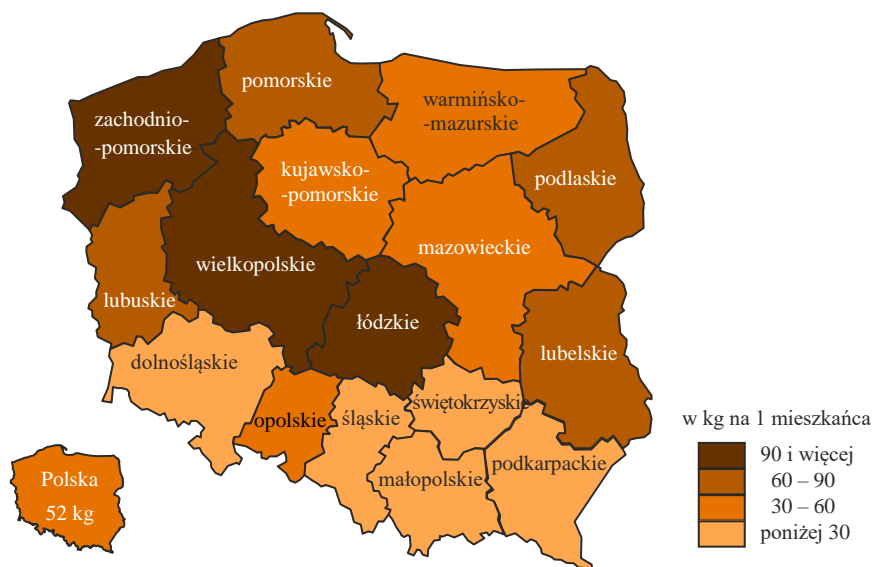 pomorskie
warmińsko-
-mazurskie
zachodnio-
-pomorskie
kujawsko-
-pomorskie
podlaskie
mazowieckie
wielkopolskie
lubuskie
łódzkie
lubelskie
dolnośląskie
opolskie
śląskie
świętokrzyskie
małopolskie
podkarpackie
Polska
52 kg
w kg na 1 mieszkańca
90 i więcej
60 – 90
30 – 60
poniżej 30